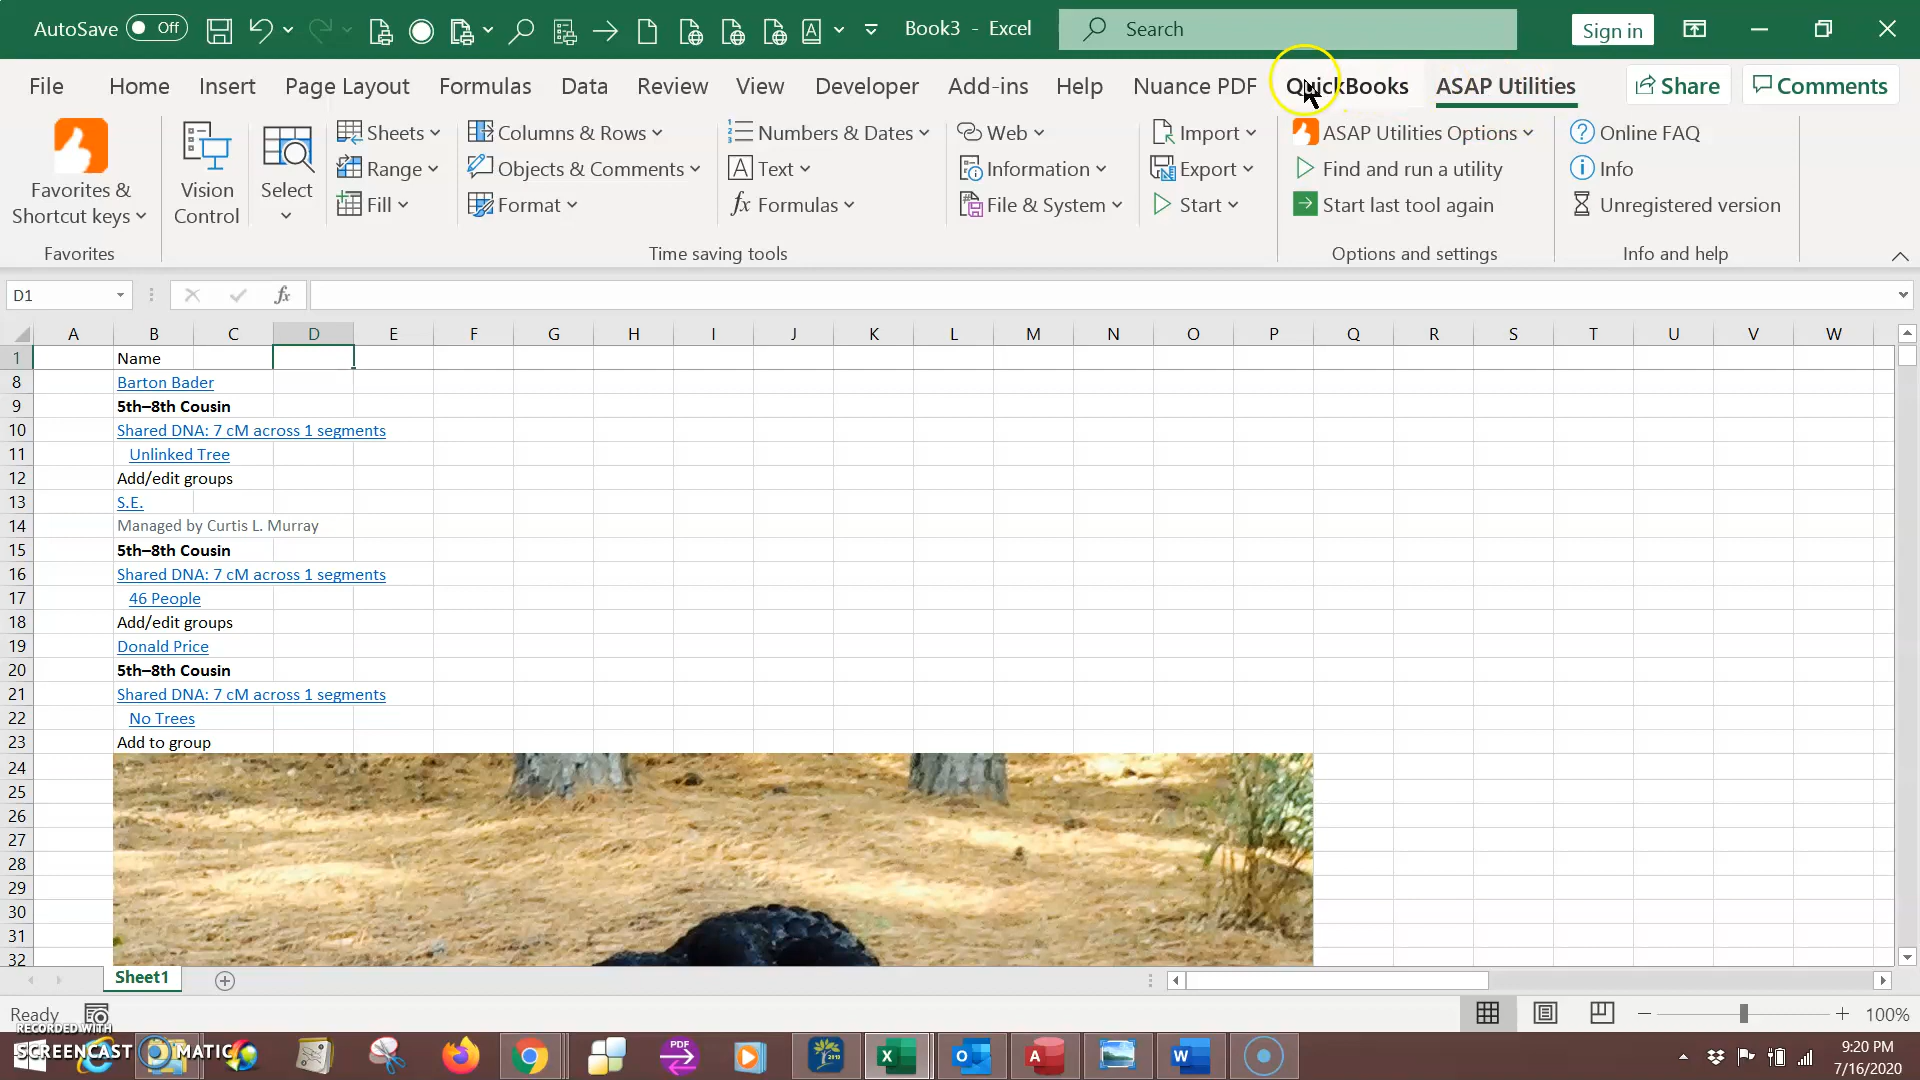 AutoSave Off Book3 - Excel Search Sign in
File Home Insert Page Layout Formulas Data Review View Developer Add-ins Help Nuance PDF QuickBooks ASAP Utilities Share Comments
Favorites &
Shortcut keys
Favorites
Vision
Control
Select
Sheets
Range
Fill
Columns & Rows
Objects & Comments
Format
Numbers & Dates
Text
Formulas
Web
Information
File & System
Import
Export
Start
Time saving tools
ASAP Utilities Options
Find and run a utility
Start last tool again
Options and settings
Online FAQ
Info
Unregistered version
Info and help
D1 fx
A B C D E F G H I J K L M N O P Q R S T U V W
1 Name
8 Barton Bader
9 5th–8th Cousin
10 Shared DNA: 7 cM across 1 segments
11 Unlinked Tree
12 Add/edit groups
13 S.E.
14 Managed by Curtis L. Murray
15 5th–8th Cousin
16 Shared DNA: 7 cM across 1 segments
17 46 People
18 Add/edit groups
19 Donald Price
20 5th–8th Cousin
21 Shared DNA: 7 cM across 1 segments
22 No Trees
23 Add to group
24
25
26
27
28
29
30
31
32
Sheet1
Ready 100%
RECORDED WITH
SCREENCAST MATIC
PDF
2019
9:20 PM
7/16/2020